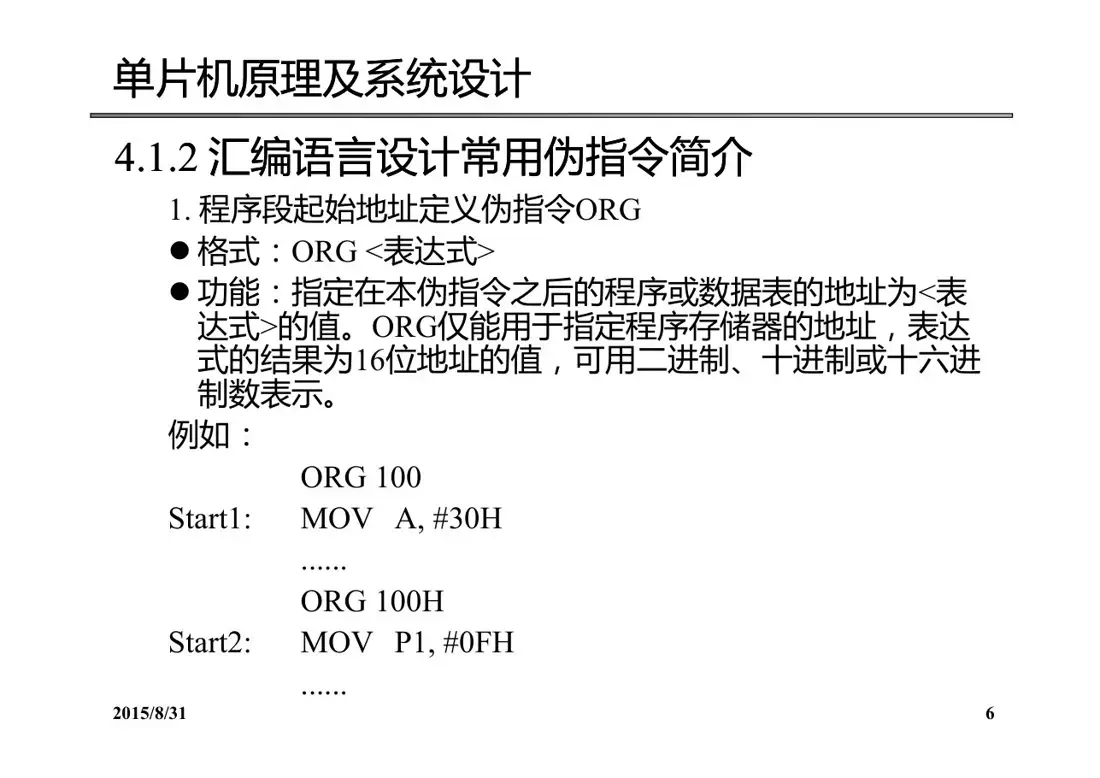 单片机原理及系统设计
4.1.2 汇编语言设计常用伪指令简介
1. 程序段起始地址定义伪指令ORG
● 格式：ORG <表达式>
● 功能：指定在本伪指令之后的程序或数据表的地址为<表
达式>的值。ORG仅能用于指定程序存储器的地址，表达
式的结果为16位地址的值，可用二进制、十进制或十六进
制数表示。
例如：
ORG 100
Start1: MOV A, #30H
......
ORG 100H
Start2: MOV P1, #0FH
......
2015/8/31 6